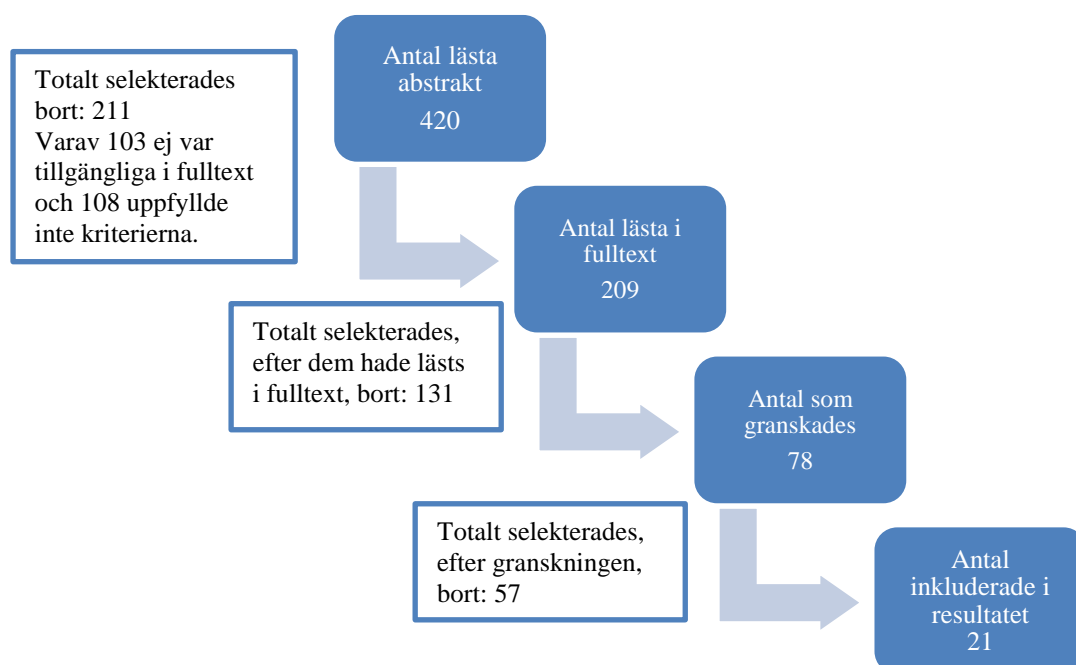 Antal lästa
abstrakt
420
Totalt selekterades
bort: 211
Varav 103 ej var
tillgängliga i fulltext
och 108 uppfyllde
inte kriterierna.
Antal lästa i
fulltext
209
Totalt selekterades,
efter dem hade lästs
i fulltext, bort: 131
Antal som
granskades
78
Totalt selekterades,
efter granskningen,
bort: 57
Antal
inkluderade i
resultatet
21